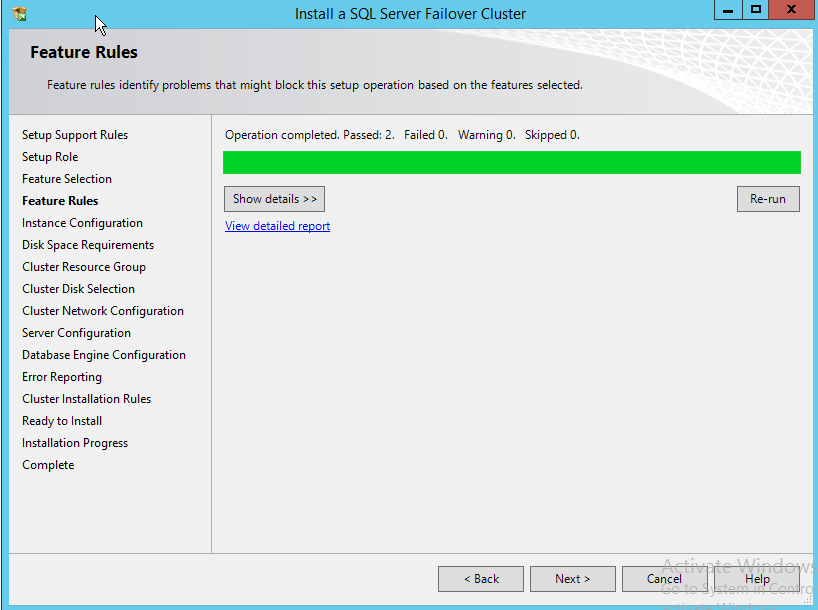 Install a SQL Server Failover Cluster
Feature Rules
Feature rules identify problems that might block this setup operation based on the features selected.
Setup Support Rules
Setup Role
Feature Selection
Feature Rules
Instance Configuration
Disk Space Requirements
Cluster Resource Group
Cluster Disk Selection
Cluster Network Configuration
Server Configuration
Database Engine Configuration
Error Reporting
Cluster Installation Rules
Ready to Install
Installation Progress
Complete
Operation completed. Passed: 2. Failed 0. Warning 0. Skipped 0.
Show details >>
Re-run
View detailed report
< Back
Next >
Cancel
Help
Activate Windows
Go to System in Contro